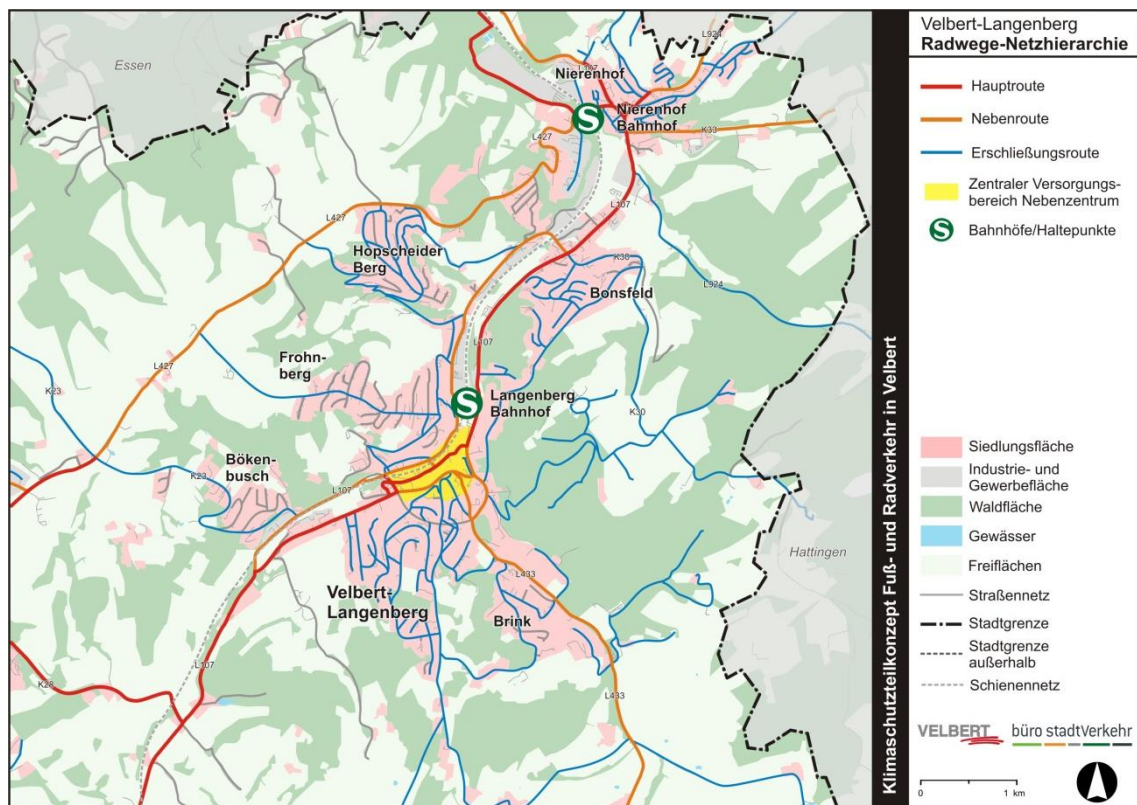 Essen
Nierenhof
Nierenhof
Bahnhof
L924
L107
L427
K33
L427
L107
Hopscheider
Berg
K30
Bonsfeld
L924
L107
Frohn-
berg
L427
K23
Langenberg
Bahnhof
K30
Böken-
busch
K23
L107
Hattingen
L433
Velbert-
Langenberg
Brink
L107
K28
L433
Klimaschutzteilkonzept Fuß- und Radverkehr in Velbert
Velbert-Langenberg
Radwege-Netzhierarchie
Hauptroute
Nebenroute
Erschließungsroute
Zentraler Versorgungs-
bereich Nebenzentrum
S Bahnhöfe/Haltepunkte
Siedlungsfläche
Industrie- und
Gewerbefläche
Waldfläche
Gewässer
Freiflächen
Straßennetz
Stadtgrenze
Stadtgrenze
außerhalb
Schienennetz
VELBERT
büro stadtVerkehr
0 1 km
S
S